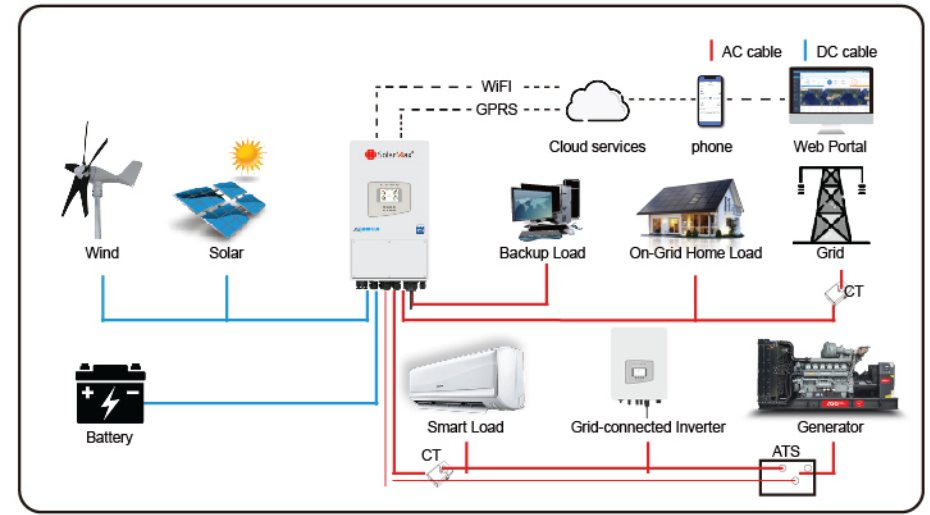 AC cable
DC cable
WiFI
GPRS
Cloud services
phone
Web Portal
SolarMax
Wind
Solar
Backup Load
On-Grid Home Load
Grid
CT
Battery
Smart Load
Grid-connected Inverter
Generator
CT
ATS